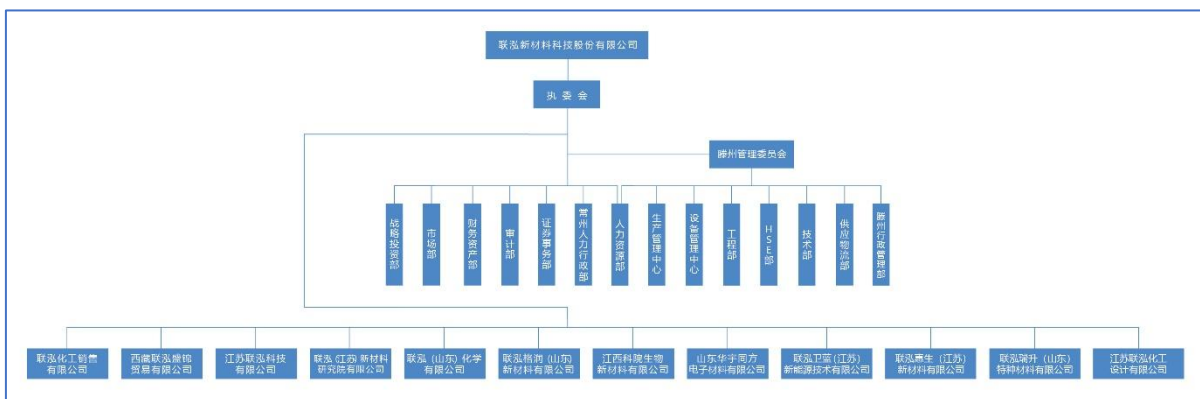 联泓新材料科技股份有限公司
执委会
滕州管理委员会
战略投资部
市场部
财务资产部
审计部
证券事务部
常州人力行政部
人力资源部
生产管理中心
设备管理中心
工程部
HSE部
技术部
供应物流部
滕州行政管理部
联泓化工销售
有限公司
西藏联泓盛锦
贸易有限公司
江苏联泓科技
有限公司
联泓(江苏)新材料
研究院有限公司
联泓(山东)化学
有限公司
联泓格润(山东)
新材料有限公司
江西科院生物
新材料有限公司
山东华宇同方
电子材料有限公司
联泓卫蓝(江苏)
新能源技术有限公司
联泓惠生(江苏)
新材料有限公司
联泓瑞升(山东)
特种材料有限公司
江苏联泓化工
设计有限公司